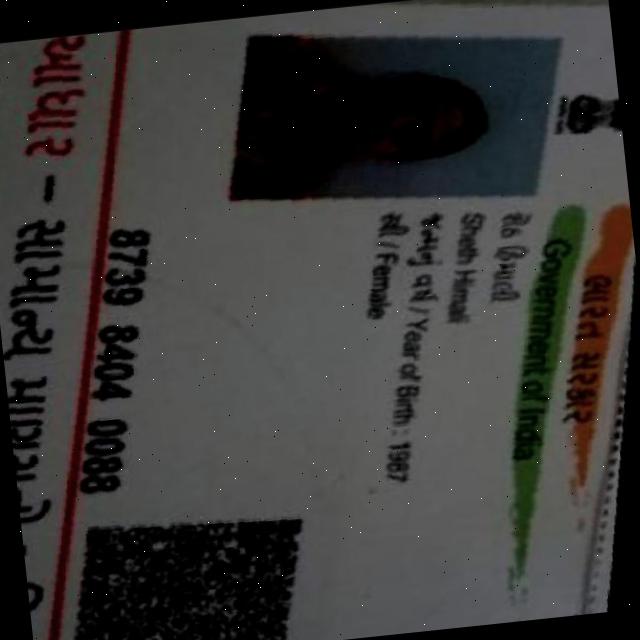 ભારત સરકાર
Government of India
શેઠ હિમાલી
Sheth Himali
જન્મનું વર્ષ / Year of Birth : 1987
સ્ત્રી / Female
8739 8404 0088
આધાર – સામાન્ય માણસનો